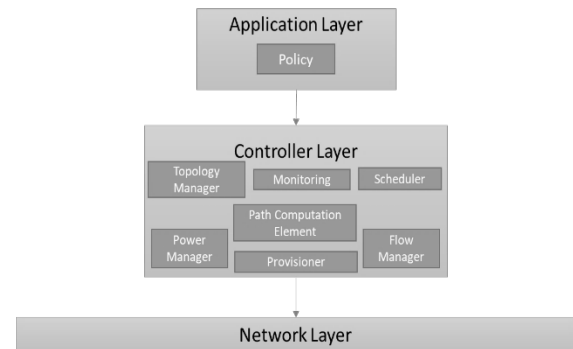 Application Layer
Policy
Controller Layer
Topology
Manager
Monitoring
Scheduler
Path Computation
Element
Power
Manager
Flow
Manager
Provisioner
Network Layer